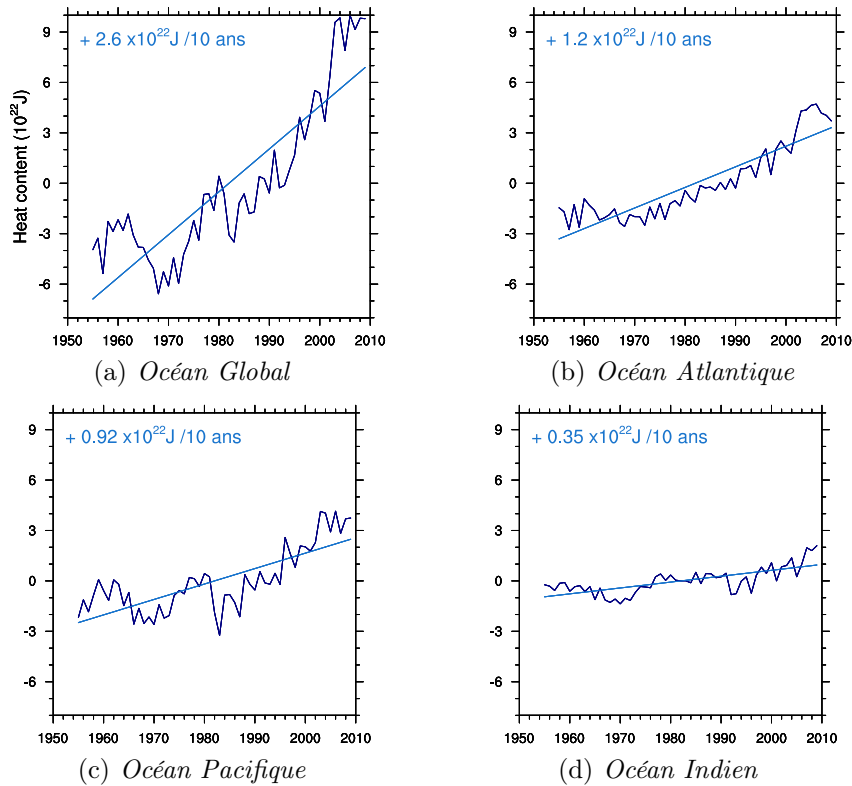 + 2.6 x10²²J /10 ans
Heat content (10²²J)
9
6
3
0
-3
-6
1950 1960 1970 1980 1990 2000 2010
(a) Océan Global
+ 1.2 x10²²J /10 ans
9
6
3
0
-3
-6
1950 1960 1970 1980 1990 2000 2010
(b) Océan Atlantique
+ 0.92 x10²²J /10 ans
9
6
3
0
-3
-6
1950 1960 1970 1980 1990 2000 2010
(c) Océan Pacifique
+ 0.35 x10²²J /10 ans
9
6
3
0
-3
-6
1950 1960 1970 1980 1990 2000 2010
(d) Océan Indien